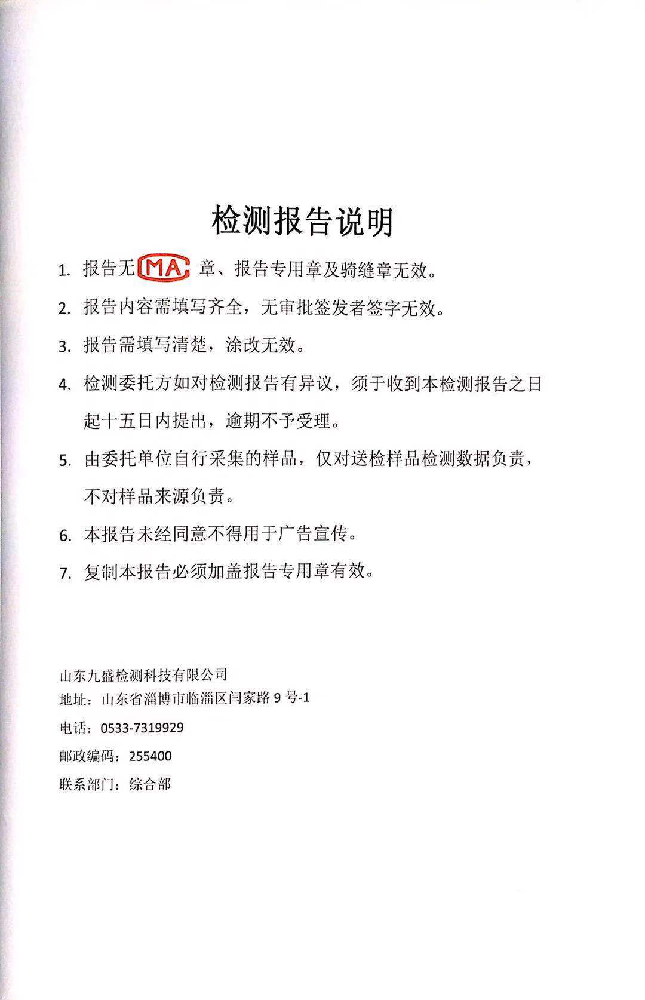 检测报告说明
1. 报告无 MA 章、报告专用章及骑缝章无效。
2. 报告内容需填写齐全，无审批签发者签字无效。
3. 报告需填写清楚，涂改无效。
4. 检测委托方如对检测报告有异议，须于收到本检测报告之日
起十五日内提出，逾期不予受理。
5. 由委托单位自行采集的样品，仅对送检样品检测数据负责，
不对样品来源负责。
6. 本报告未经同意不得用于广告宣传。
7. 复制本报告必须加盖报告专用章有效。
山东九盛检测科技有限公司
地址：山东省淄博市临淄区闫家路 9 号-1
电话：0533-7319929
邮政编码：255400
联系部门：综合部